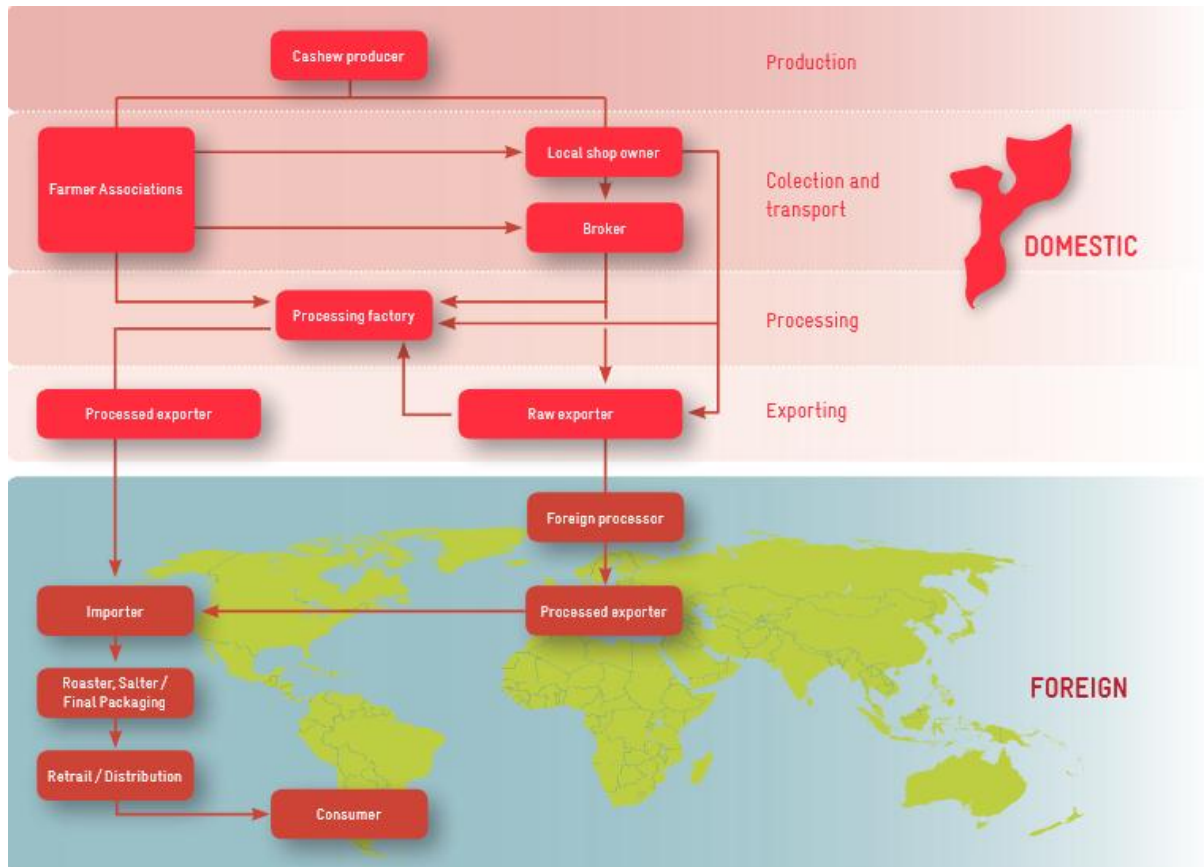 Cashew producer
Production
Farmer Associations
Local shop owner
Colection and
transport
Broker
DOMESTIC
Processing factory
Processing
Processed exporter
Raw exporter
Exporting
Foreign processor
Importer
Processed exporter
Roaster, Salter /
Final Packaging
FOREIGN
Retrail / Distribution
Consumer